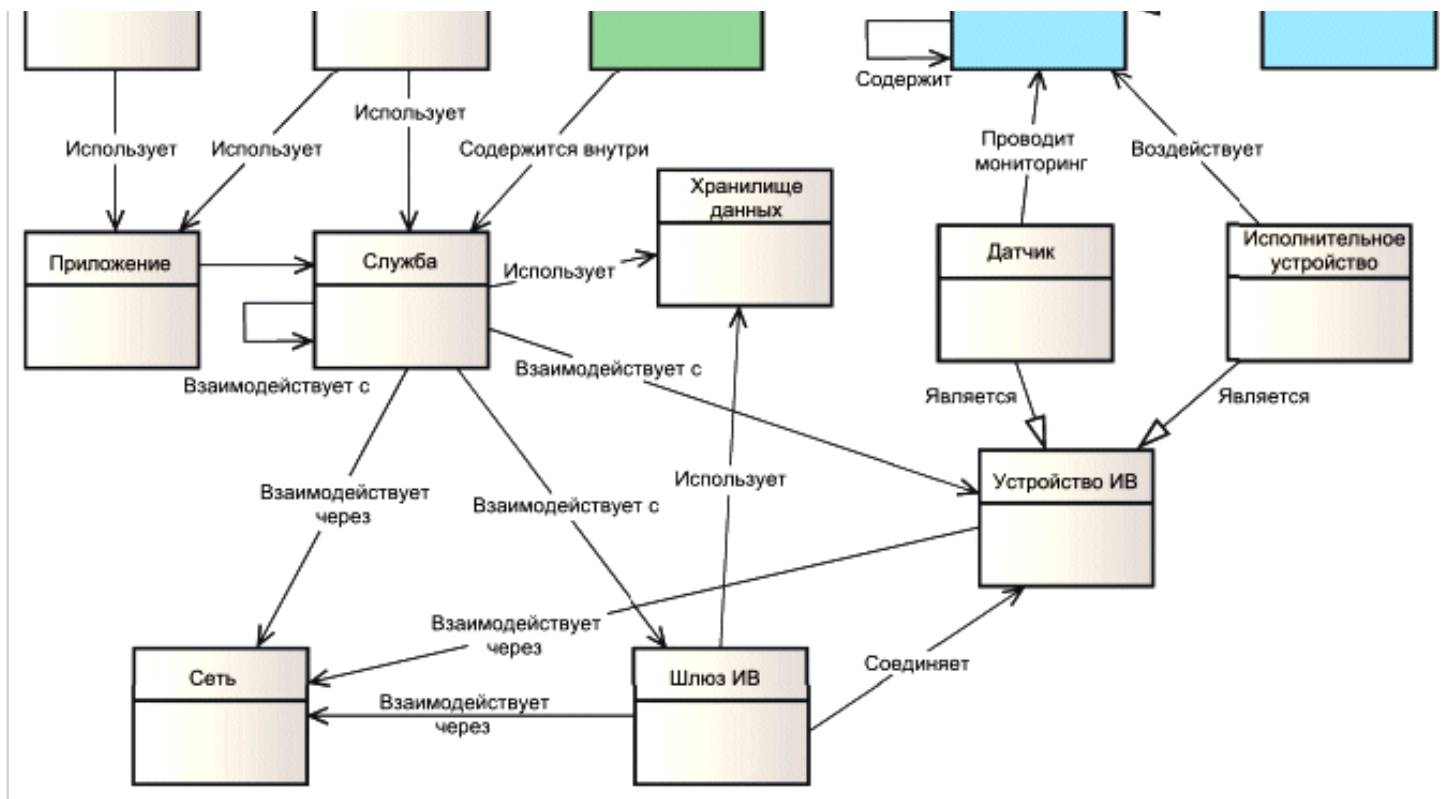 Содержит
Использует
Использует
Использует
Содержится внутри
Проводит
мониторинг
Воздействует
Хранилище
данных
Приложение
Служба
Использует
Датчик
Исполнительное
устройство
Взаимодействует с
Взаимодействует с
Является
Является
Использует
Устройство ИВ
Взаимодействует
через
Взаимодействует с
Взаимодействует
через
Соединяет
Сеть
Шлюз ИВ
Взаимодействует
через